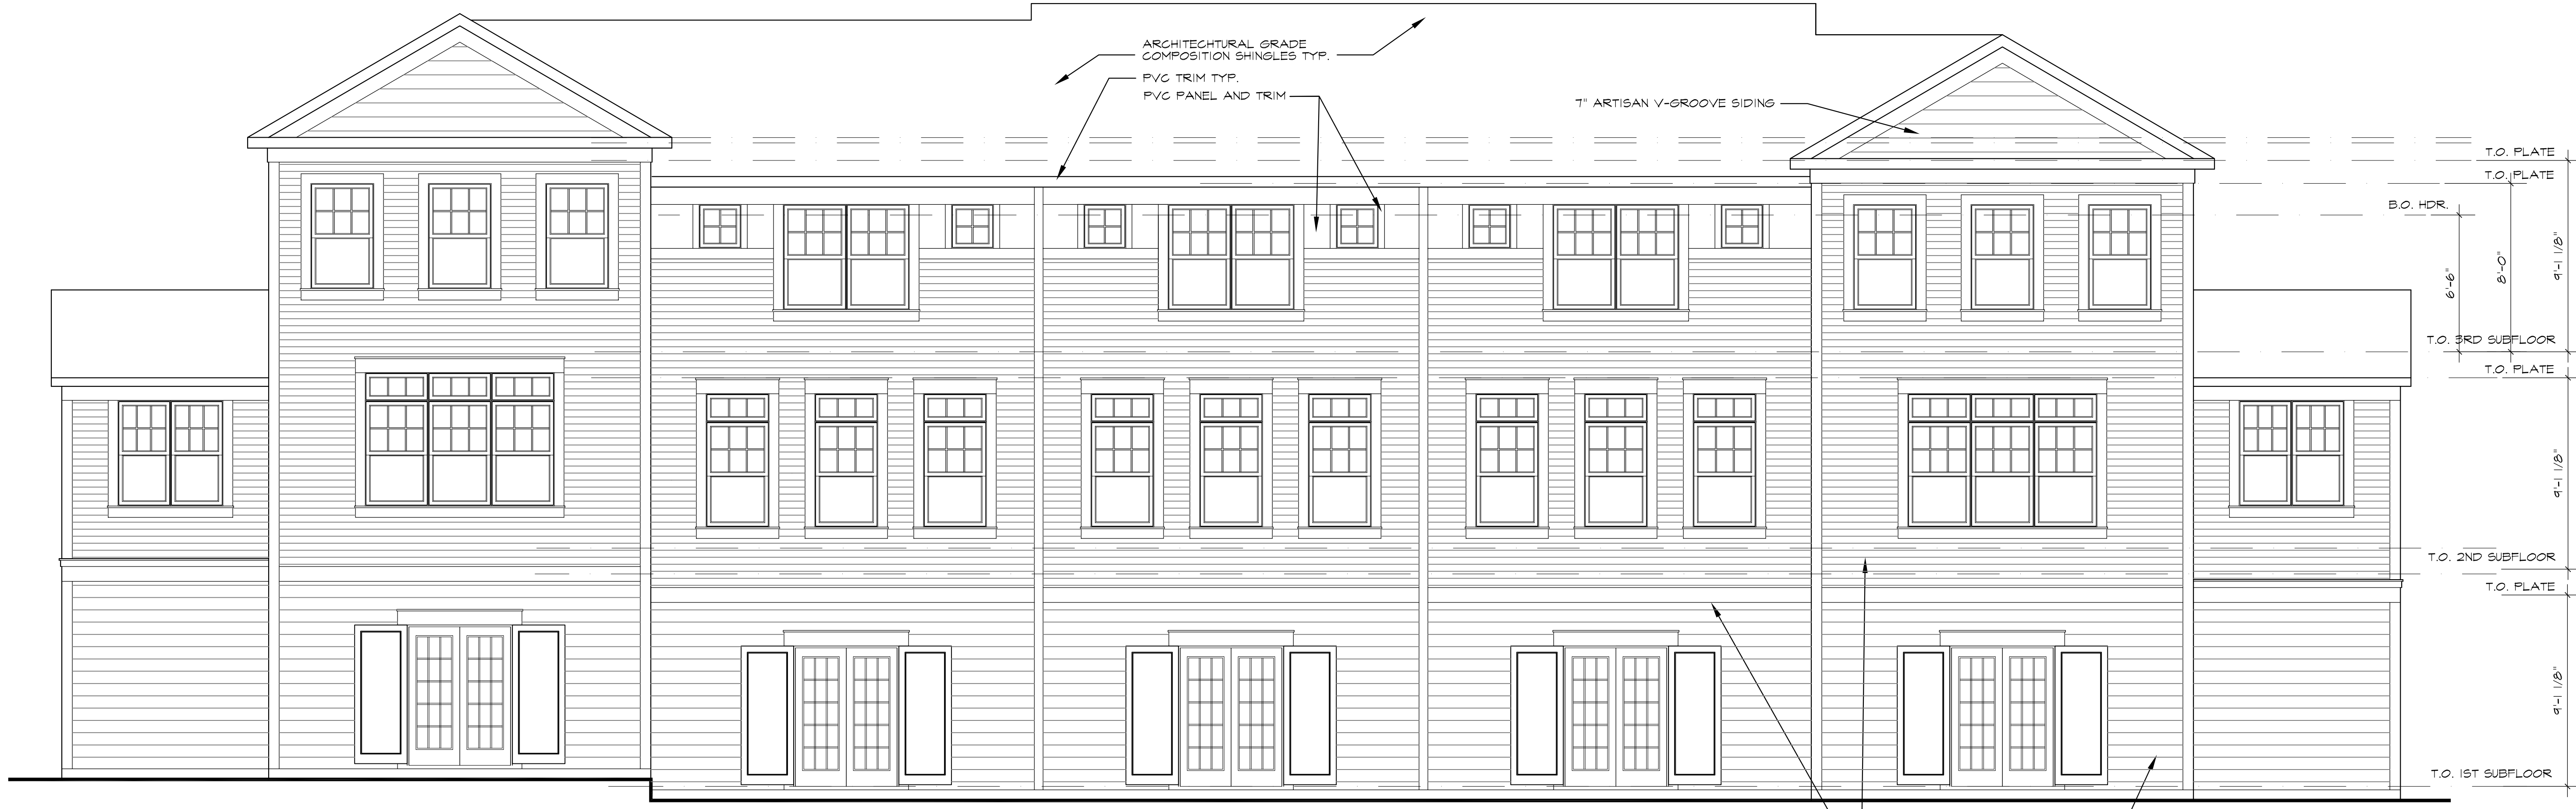 ARCHITECHTURAL GRADE
COMPOSITION SHINGLES TYP.
PVC TRIM TYP.
PVC PANEL AND TRIM
7" ARTISAN V-GROOVE SIDING
T.O. PLATE
T.O. PLATE
B.O. HDR.
6'-6"
8'-0"
9'-1 1/8"
T.O. 3RD SUBFLOOR
T.O. PLATE
9'-1 1/8"
T.O. 2ND SUBFLOOR
T.O. PLATE
9'-1 1/8"
T.O. 1ST SUBFLOOR